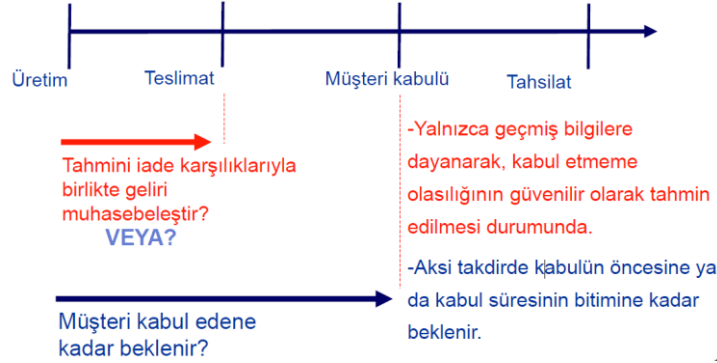 Üretim
Teslimat
Müşteri kabulü
Tahsilat
Tahmini iade karşılıklarıyla
birlikte geliri
muhasebeleştir?
VEYA?
Müşteri kabul edene
kadar beklenir?
-Yalnızca geçmiş bilgilere
dayanarak, kabul etmeme
olasılığının güvenilir olarak tahmin
edilmesi durumunda.
-Aksi takdirde kabulün öncesine ya
da kabul süresinin bitimine kadar
beklenir.